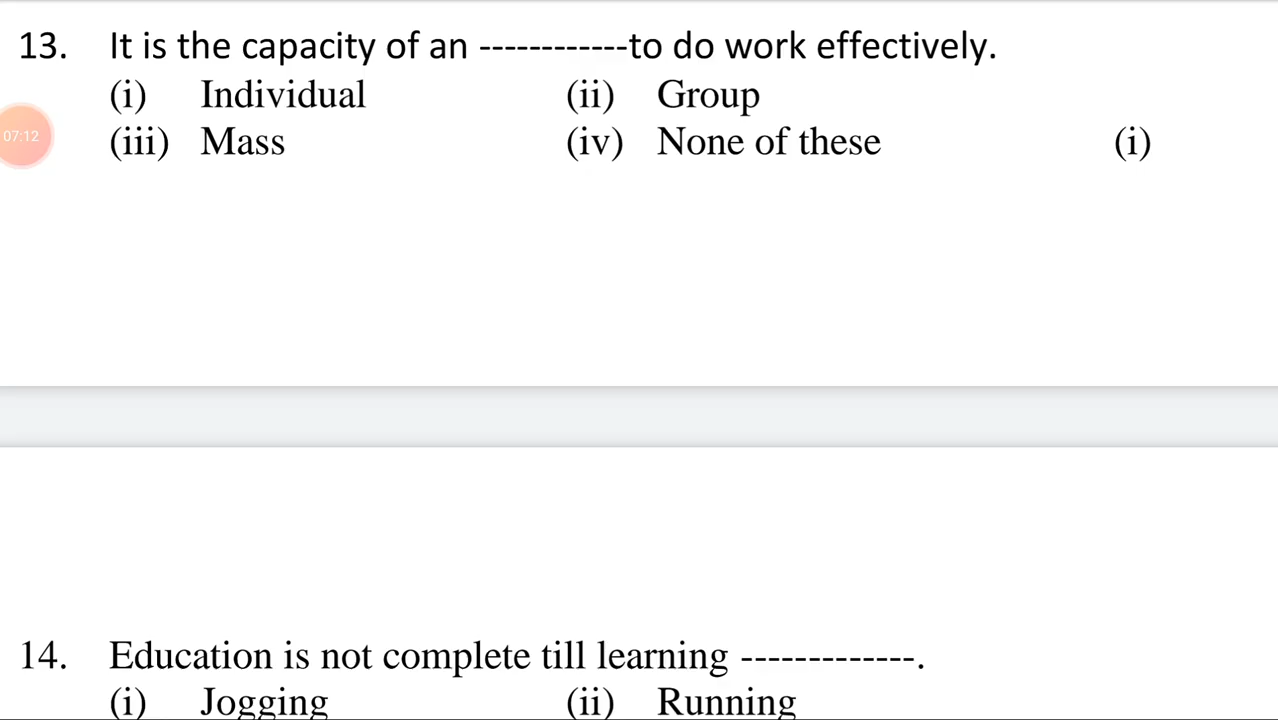 13. It is the capacity of an ------------to do work effectively.
(i) Individual (ii) Group
07:12
(iii) Mass (iv) None of these (i)
14. Education is not complete till learning -------------.
(i) Jogging (ii) Running